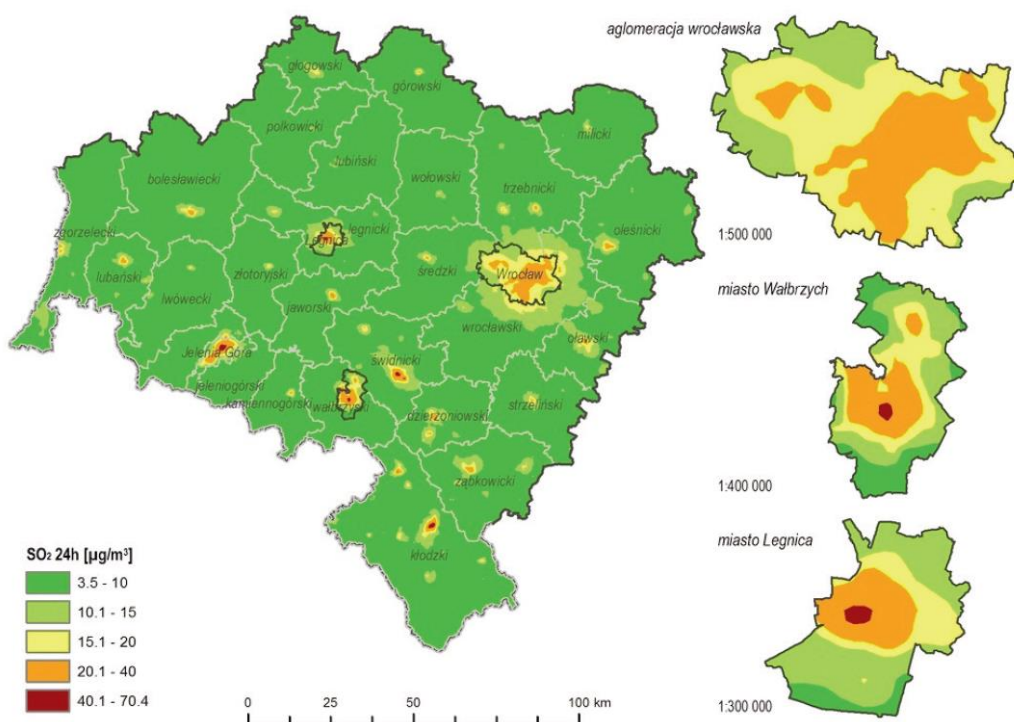 aglomeracja wrocławska
głogowski
górowski
polkowicki
milicki
lubiński
bolesławiecki
wołowski
trzebnicki
legnicki
oleśnicki
zgorzelecki
Legnica
1:500 000
lubański
złotoryjski
średzki
Wrocław
lwówecki
miasto Wałbrzych
jaworski
wrocławski
oławski
Jelenia Góra
świdnicki
jeleniogórski
kamiennogórski
wałbrzyski
strzeliński
dzierżoniowski
ząbkowicki
1:400 000
miasto Legnica
SO₂ 24h [µg/m³]
kłodzki
3.5 - 10
10.1 - 15
15.1 - 20
20.1 - 40
40.1 - 70.4
0 25 50 100 km
1:300 000